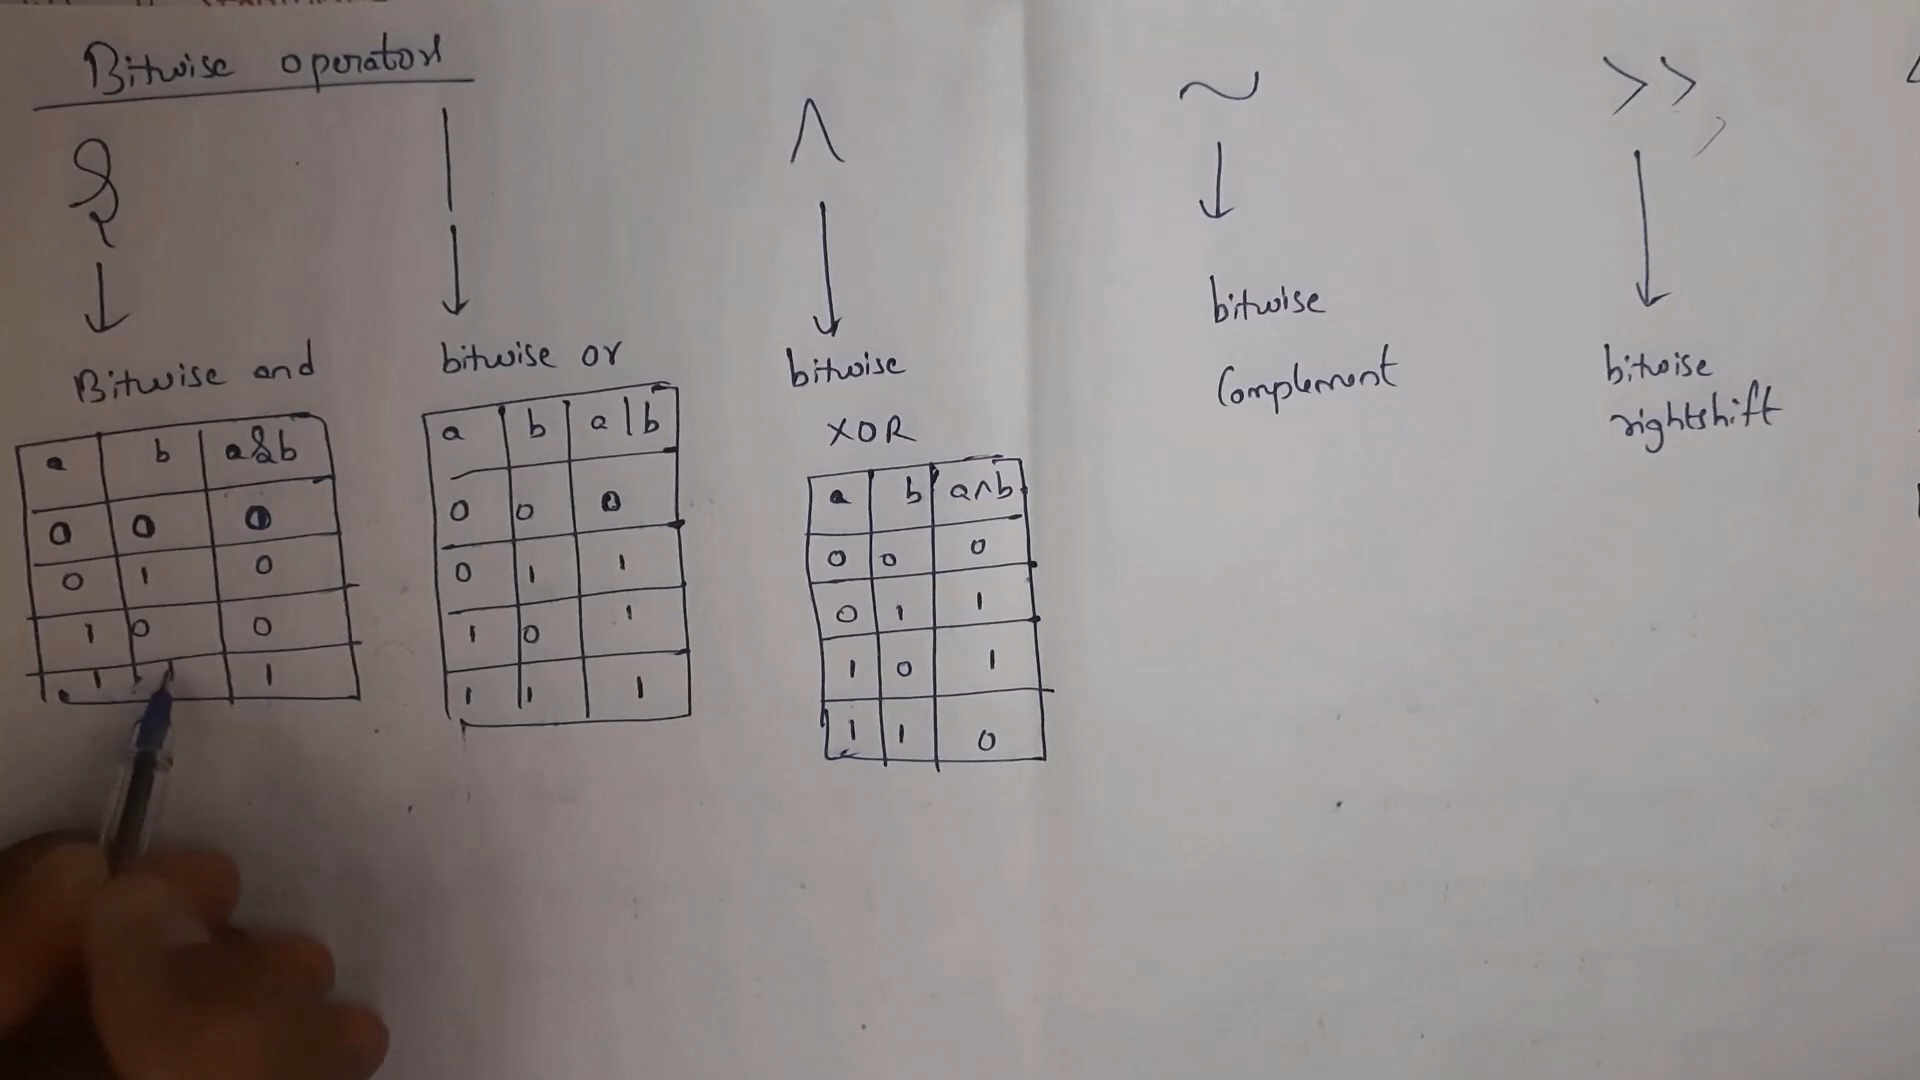 Bitwise operators
& | ^ ~ >>,
Bitwise and
a b a&b
0 0 0
0 1 0
1 0 0
1 1 1
bitwise or
a b a|b
0 0 0
0 1 1
1 0 1
1 1 1
bitwise
XOR
a b a^b
0 0 0
0 1 1
1 0 1
1 1 0
bitwise
Complement
bitwise
rightshift